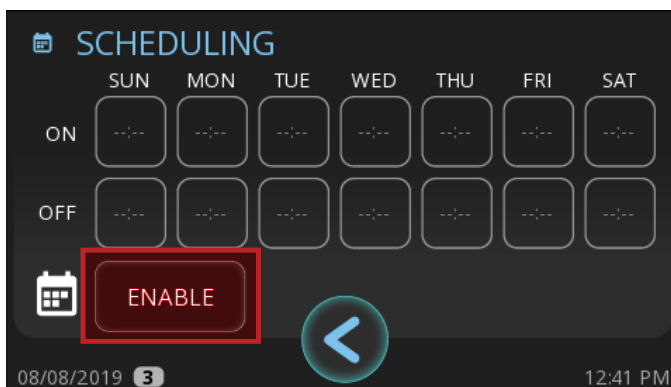 SCHEDULING
SUN MON TUE WED THU FRI SAT
ON --:-- --:-- --:-- --:-- --:-- --:-- --:--
OFF --:-- --:-- --:-- --:-- --:-- --:-- --:--
ENABLE
08/08/2019 3 12:41 PM